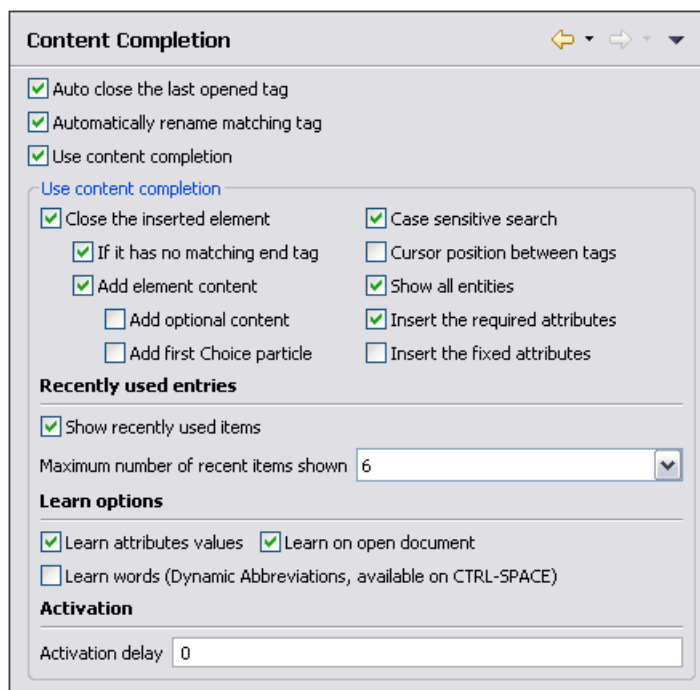 Content Completion
Auto close the last opened tag
Automatically rename matching tag
Use content completion
Use content completion
Close the inserted element
Case sensitive search
If it has no matching end tag
Cursor position between tags
Add element content
Show all entities
Add optional content
Insert the required attributes
Add first Choice particle
Insert the fixed attributes
Recently used entries
Show recently used items
Maximum number of recent items shown 6
Learn options
Learn attributes values Learn on open document
Learn words (Dynamic Abbreviations, available on CTRL-SPACE)
Activation
Activation delay 0